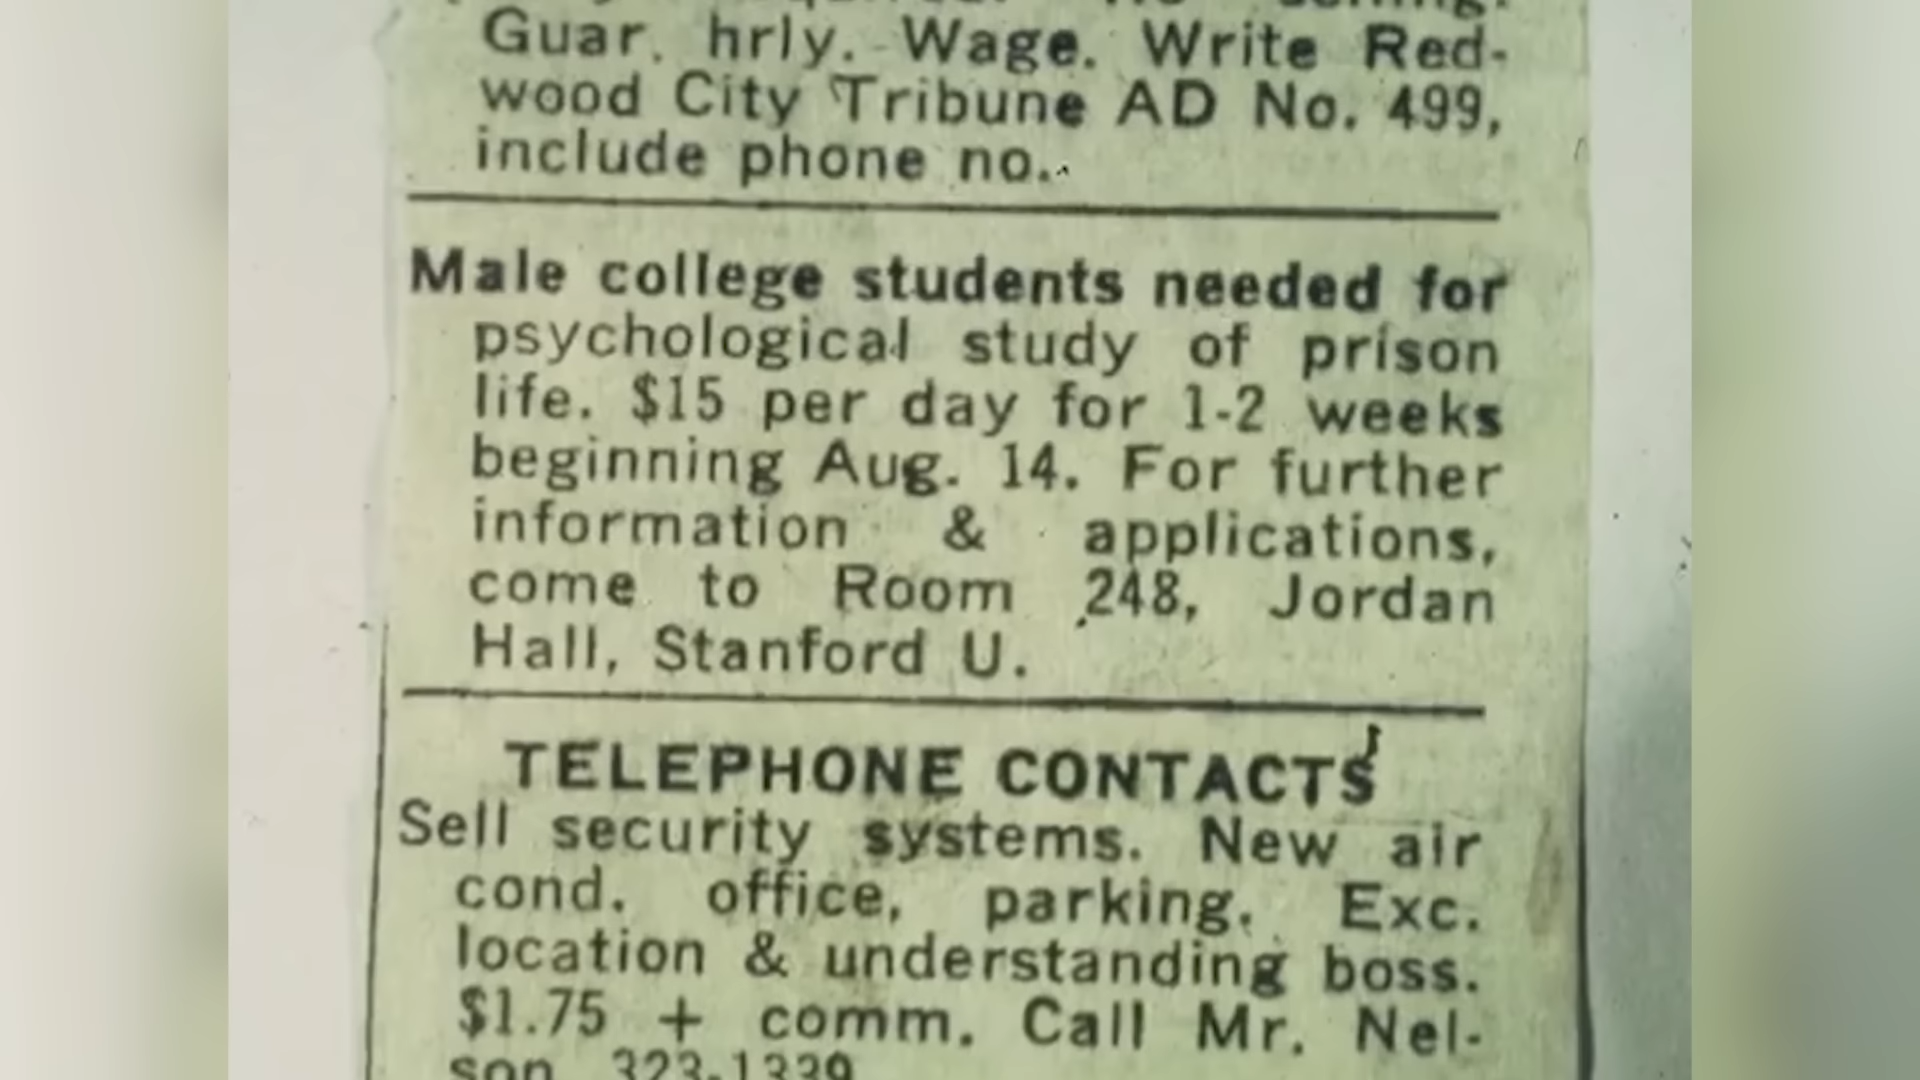 Guar. hrly. Wage. Write Red-
wood City Tribune AD No. 499,
include phone no.
Male college students needed for
psychological study of prison
life. $15 per day for 1-2 weeks
beginning Aug. 14. For further
information & applications,
come to Room 248, Jordan
Hall, Stanford U.
TELEPHONE CONTACTS
Sell security systems. New air
cond. office, parking. Exc.
location & understanding boss.
$1.75 + comm. Call Mr. Nel-
son 323-1339